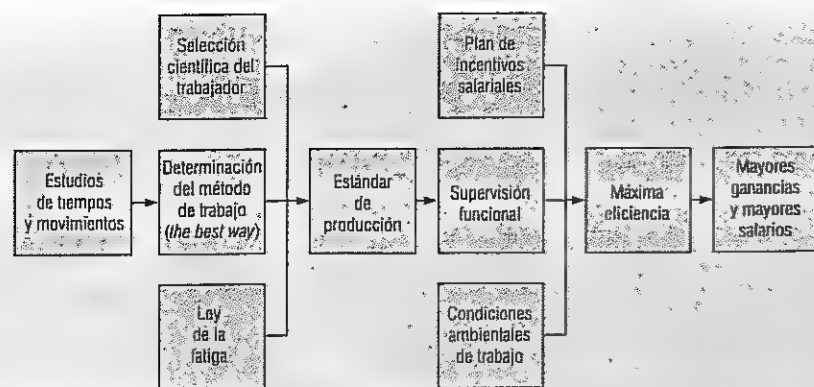 Selección
científica del
trabajador
Plan de
incentivos
salariales
Estudios
de tiempos
y movimientos
Determinación
del método
de trabajo
(the best way)
Estándar
de
producción
Supervisión
funcional
Máxima
eficiencia
Mayores
ganancias
y mayores
salarios
Ley
de la
fatiga
Condiciones
ambientales
de trabajo